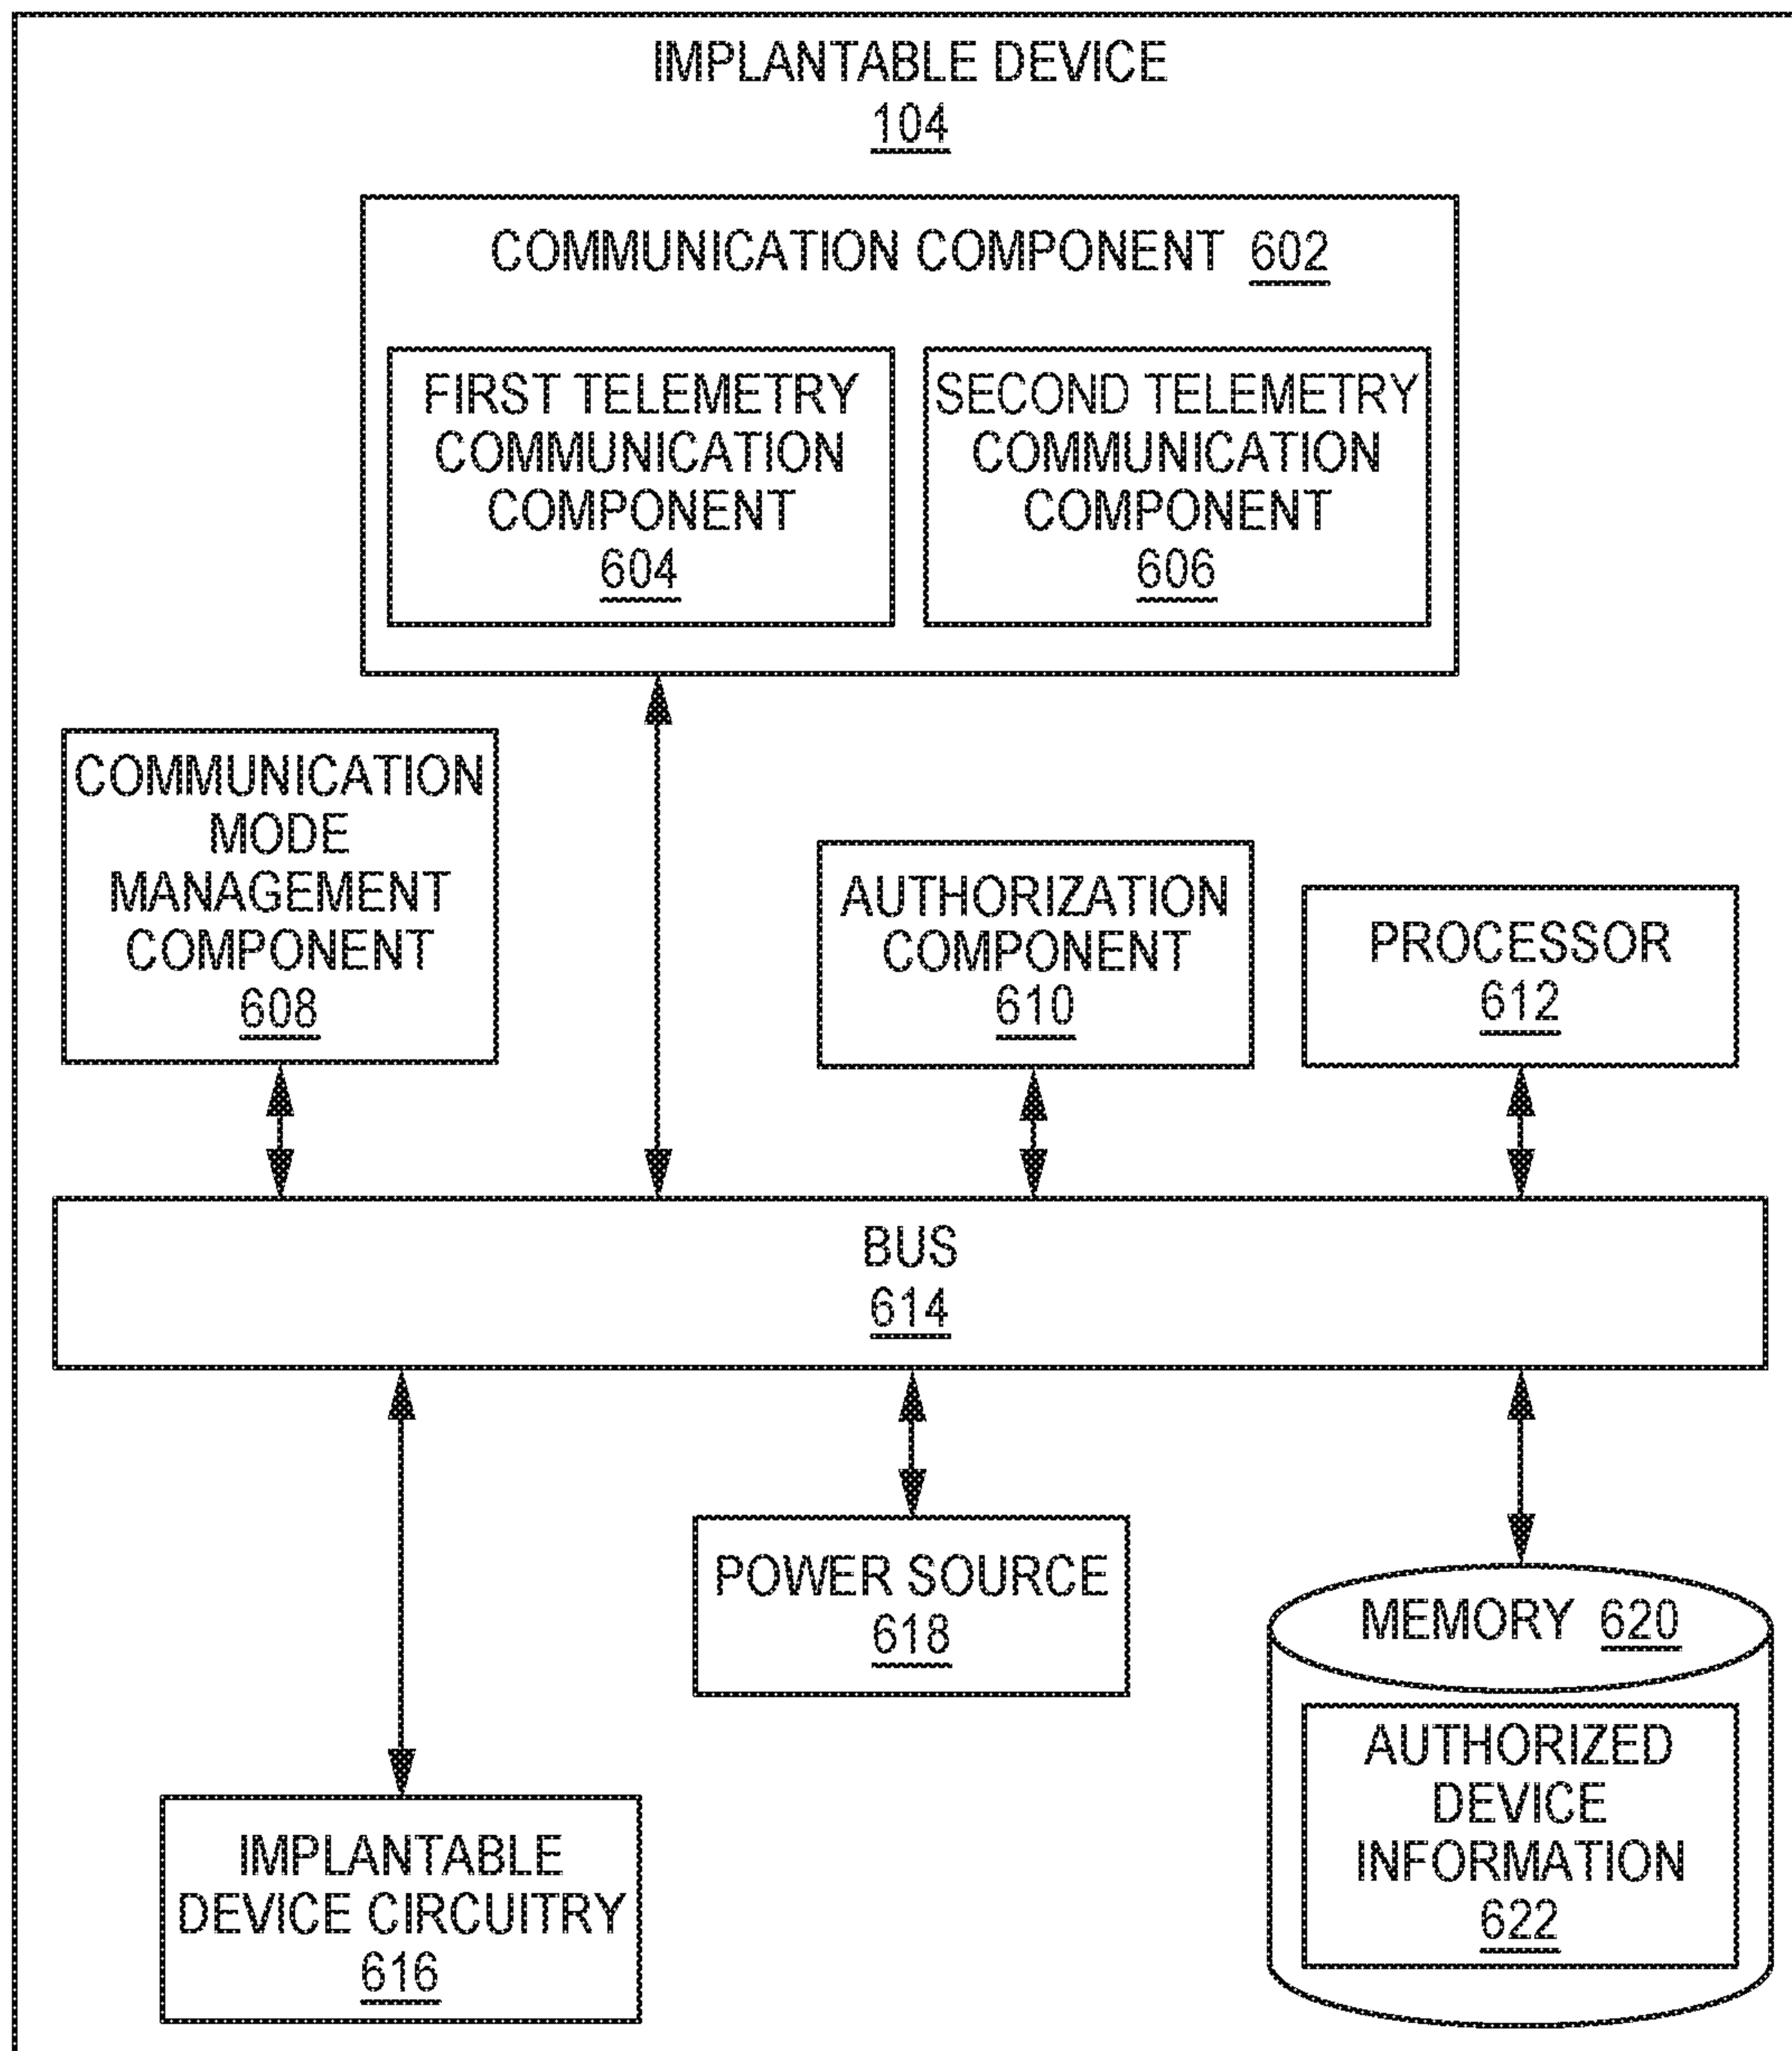 IMPLANTABLE DEVICE
104
COMMUNICATION COMPONENT 602
FIRST TELEMETRY
COMMUNICATION
COMPONENT
604
SECOND TELEMETRY
COMMUNICATION
COMPONENT
606
COMMUNICATION
MODE
MANAGEMENT
COMPONENT
608
AUTHORIZATION
COMPONENT
610
PROCESSOR
612
BUS
614
POWER SOURCE
618
MEMORY 620
AUTHORIZED
DEVICE
INFORMATION
622
IMPLANTABLE
DEVICE CIRCUITRY
616